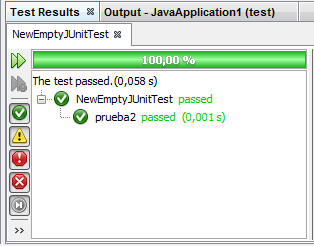 Test Results Output - JavaApplication1 (test)
NewEmptyJUnitTest
100,00 %
The test passed.(0,058 s)
NewEmptyJUnitTest passed
prueba2 passed (0,001 s)
>>